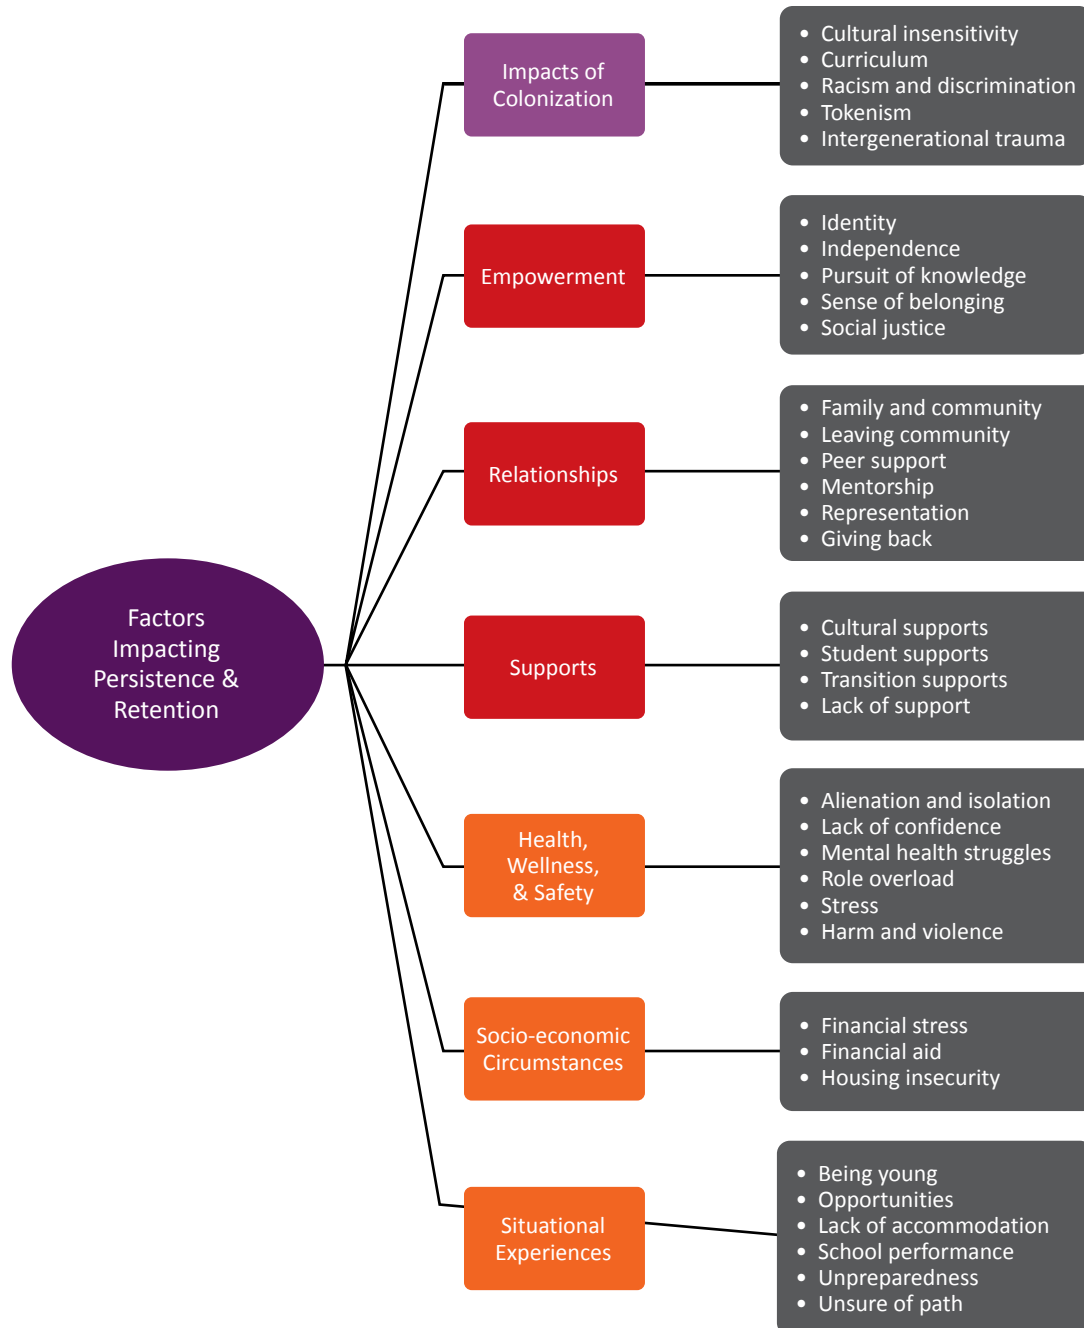 Factors
Impacting
Persistence &
Retention
Impacts of
Colonization
• Cultural insensitivity
• Curriculum
• Racism and discrimination
• Tokenism
• Intergenerational trauma
Empowerment
• Identity
• Independence
• Pursuit of knowledge
• Sense of belonging
• Social justice
Relationships
• Family and community
• Leaving community
• Peer support
• Mentorship
• Representation
• Giving back
Supports
• Cultural supports
• Student supports
• Transition supports
• Lack of support
Health,
Wellness,
& Safety
• Alienation and isolation
• Lack of confidence
• Mental health struggles
• Role overload
• Stress
• Harm and violence
Socio-economic
Circumstances
• Financial stress
• Financial aid
• Housing insecurity
Situational
Experiences
• Being young
• Opportunities
• Lack of accommodation
• School performance
• Unpreparedness
• Unsure of path